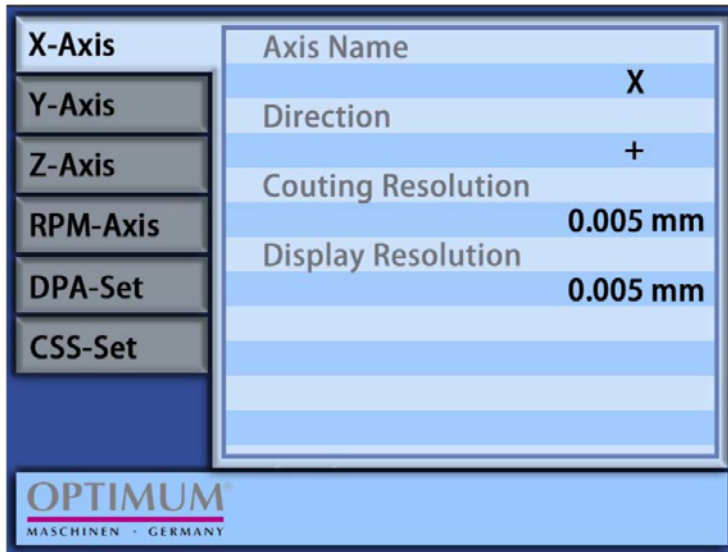 X-Axis
Y-Axis
Z-Axis
RPM-Axis
DPA-Set
CSS-Set
Axis Name
X
Direction
+
Couting Resolution
0.005 mm
Display Resolution
0.005 mm
OPTIMUM®
MASCHINEN - GERMANY